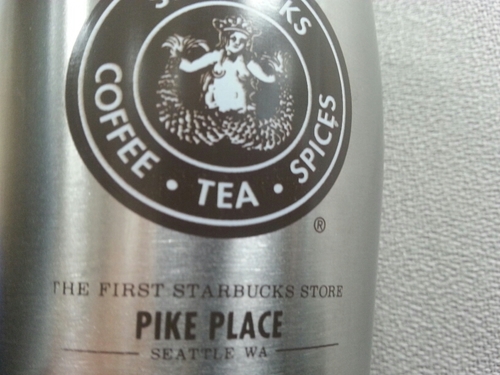 COFFEE • TEA • SPICES
®
THE FIRST STARBUCKS STORE
PIKE PLACE
SEATTLE WA